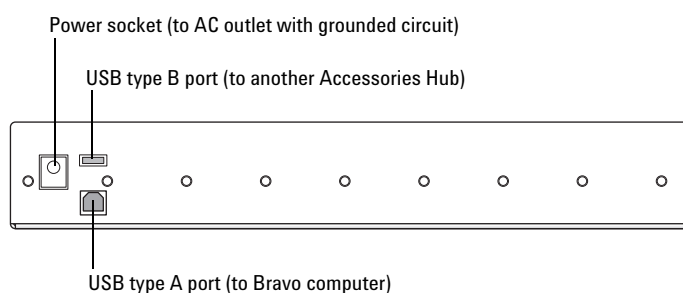 Power socket (to AC outlet with grounded circuit)
USB type B port (to another Accessories Hub)
USB type A port (to Bravo computer)